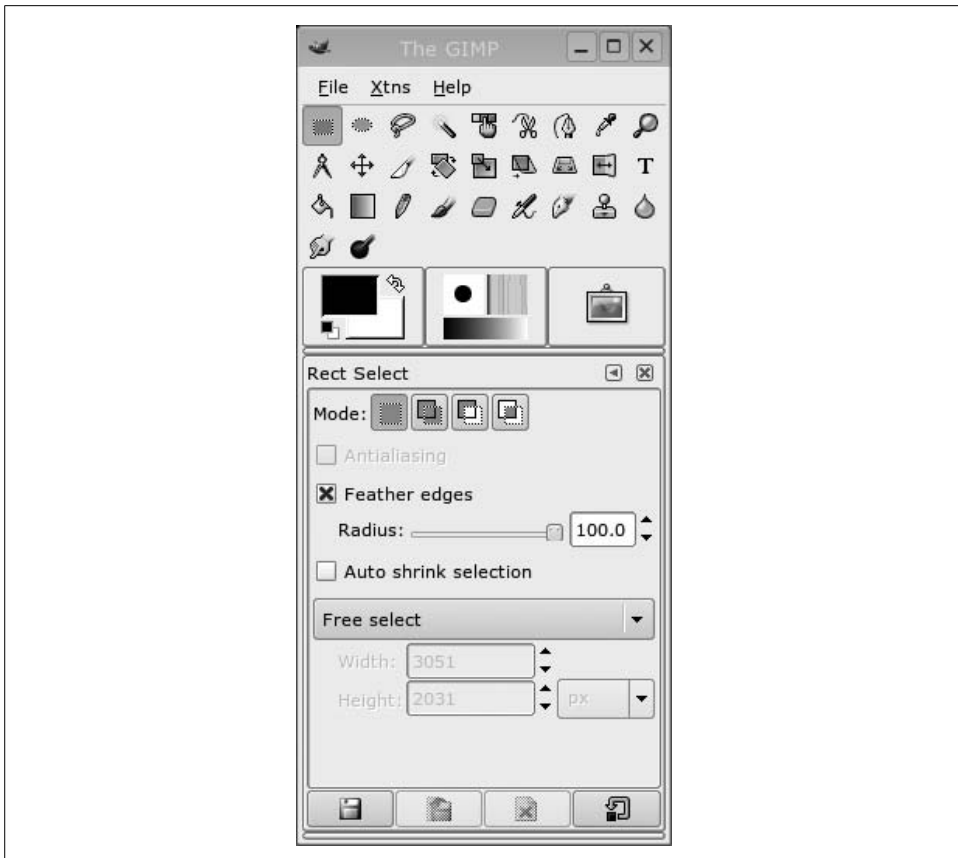 The GIMP
File Xtns Help
T
Rect Select
Mode:
Antialiasing
Feather edges
Radius: 100.0
Auto shrink selection
Free select
Width: 3051
Height: 2031 px